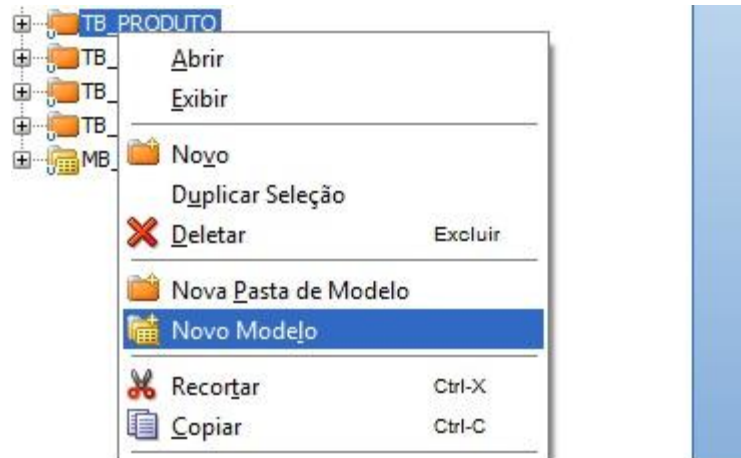 TB_PRODUTO
TB_
Abrir
TB_
Exibir
TB_
MB_
Novo
Duplicar Seleção
Deletar Excluir
Nova Pasta de Modelo
Novo Modelo
Recortar Ctrl-X
Copiar Ctrl-C